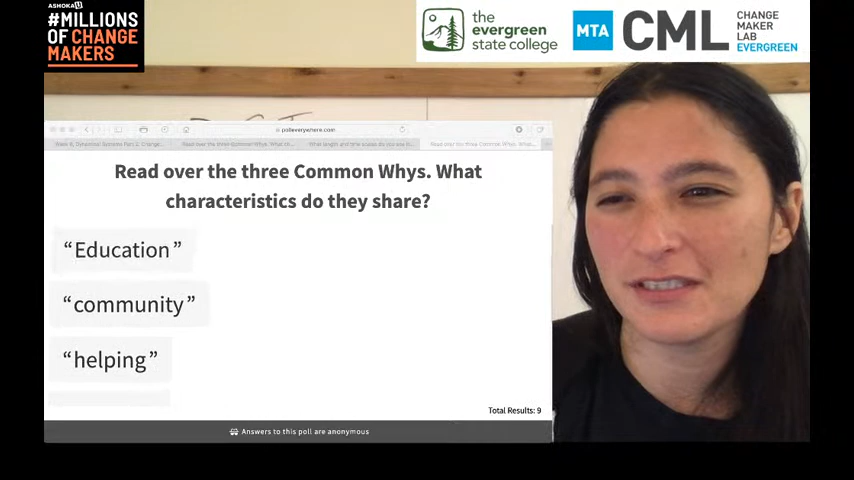 ASHOKA U
#MILLIONS
OF CHANGE
MAKERS
the
evergreen
state college
MTA
CML
CHANGE
MAKER
LAB
EVERGREEN
polleverywhere.com
Read over the three Common Whys. What
characteristics do they share?
“Education”
“community”
“helping”
Total Results: 9
Answers to this poll are anonymous